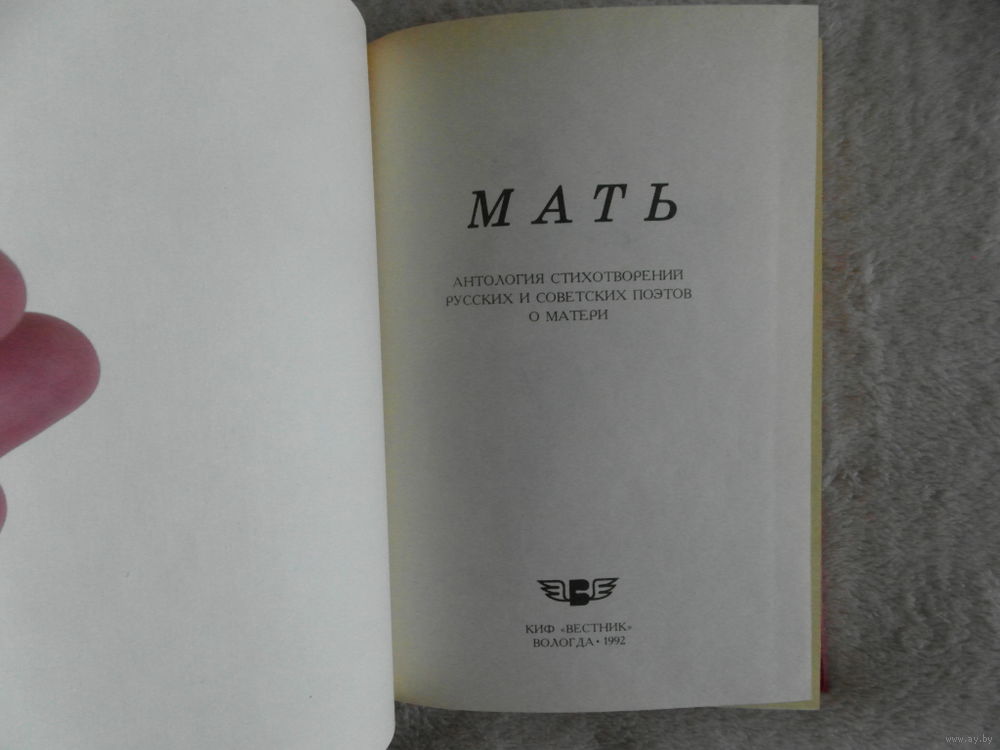 МАТЬ
АНТОЛОГИЯ СТИХОТВОРЕНИЙ
РУССКИХ И СОВЕТСКИХ ПОЭТОВ
О МАТЕРИ
В
КИФ «ВЕСТНИК»
ВОЛОГДА • 1992
www.ay.by